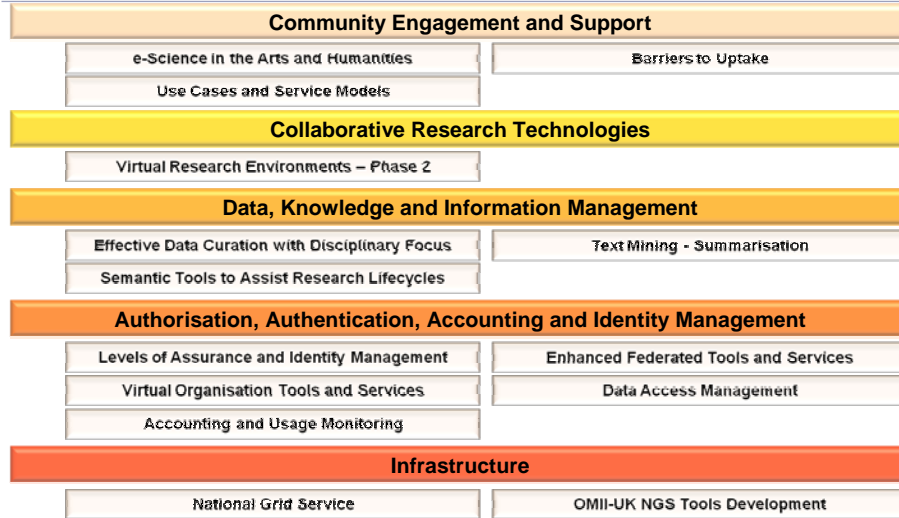 Community Engagement and Support
e-Science in the Arts and Humanities
Barriers to Uptake
Use Cases and Service Models
Collaborative Research Technologies
Virtual Research Environments – Phase 2
Data, Knowledge and Information Management
Effective Data Curation with Disciplinary Focus
Text Mining - Summarisation
Semantic Tools to Assist Research Lifecycles
Authorisation, Authentication, Accounting and Identity Management
Levels of Assurance and Identity Management
Enhanced Federated Tools and Services
Virtual Organisation Tools and Services
Data Access Management
Accounting and Usage Monitoring
Infrastructure
National Grid Service
OMII-UK NGS Tools Development